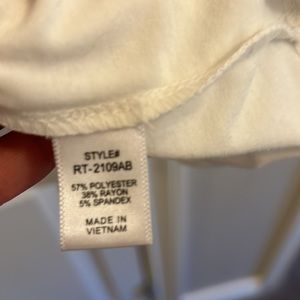 STYLE#
RT-2109AB
57% POLYESTER
38% RAYON
5% SPANDEX
MADE IN
VIETNAM